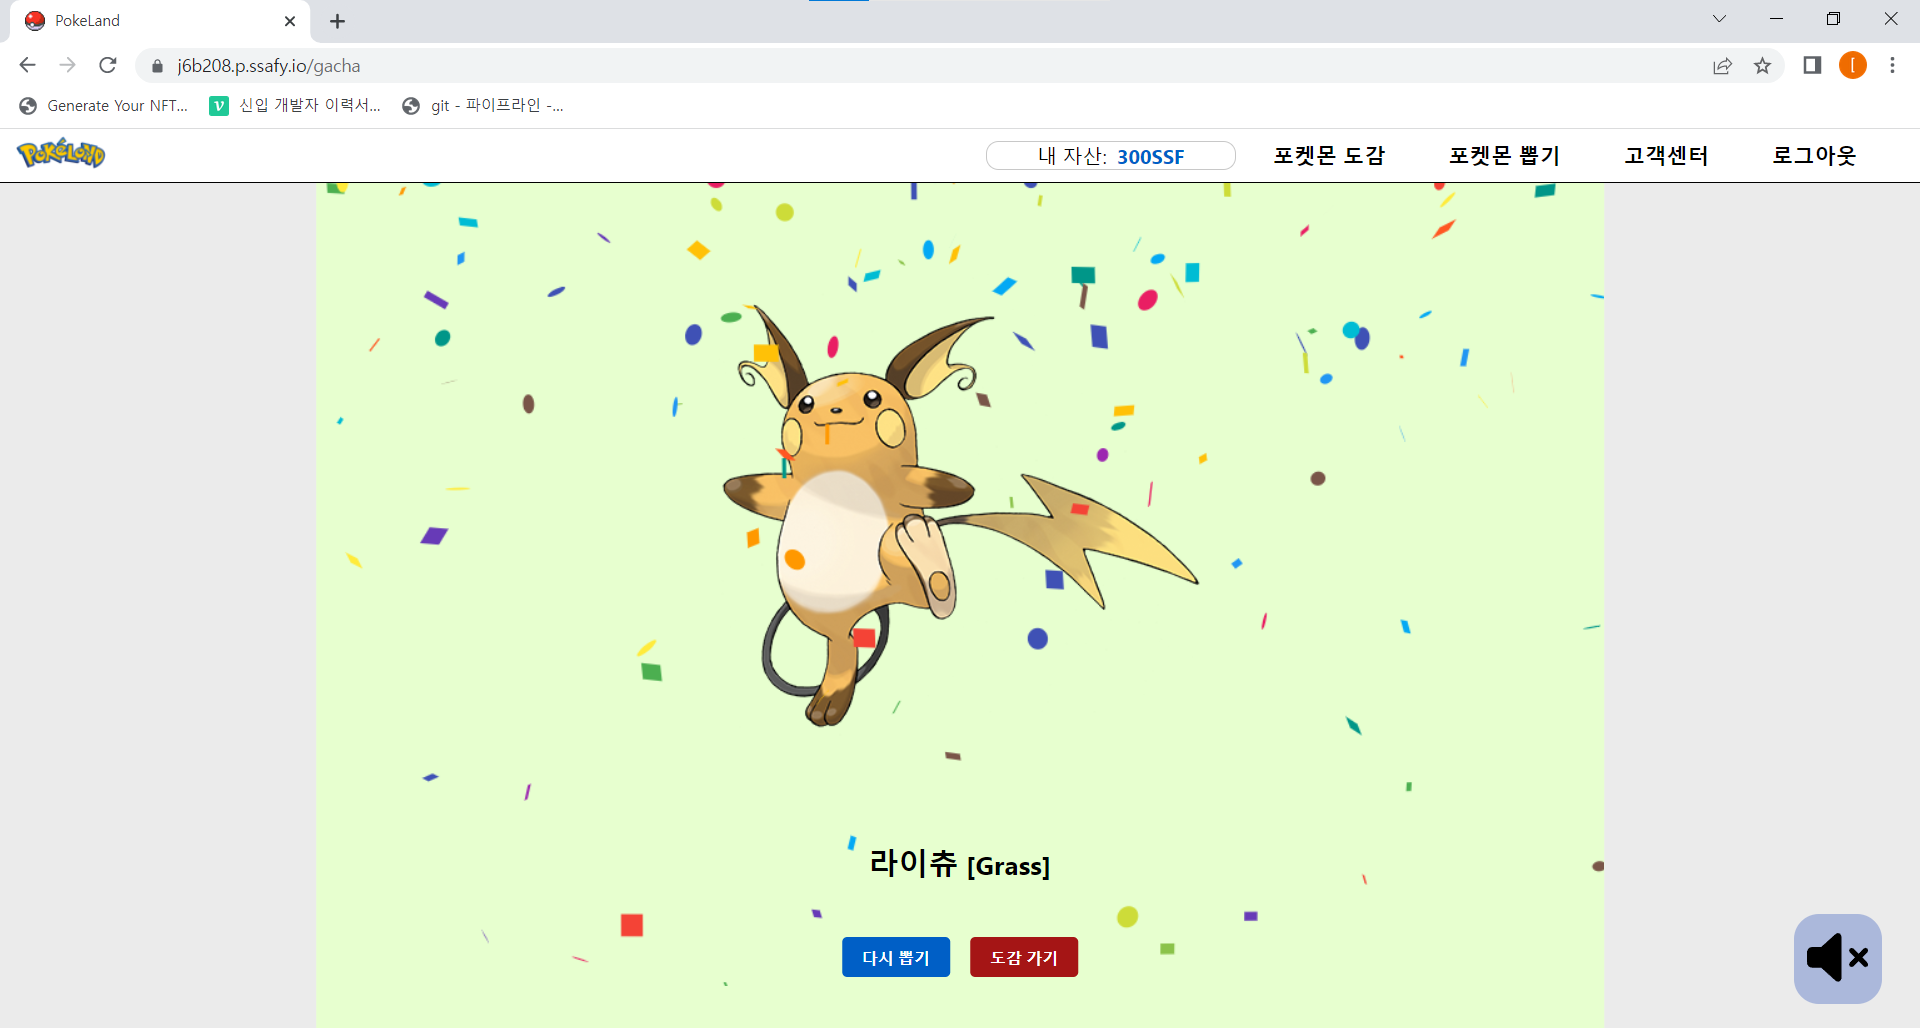 PokeLand
j6b208.p.ssafy.io/gacha
Generate Your NFT... 신입 개발자 이력서... git - 파이프라인 -...
POKéLAND 내 자산: 300SSF 포켓몬 도감 포켓몬 뽑기 고객센터 로그아웃
라이츄 [Grass]
다시 뽑기 도감 가기